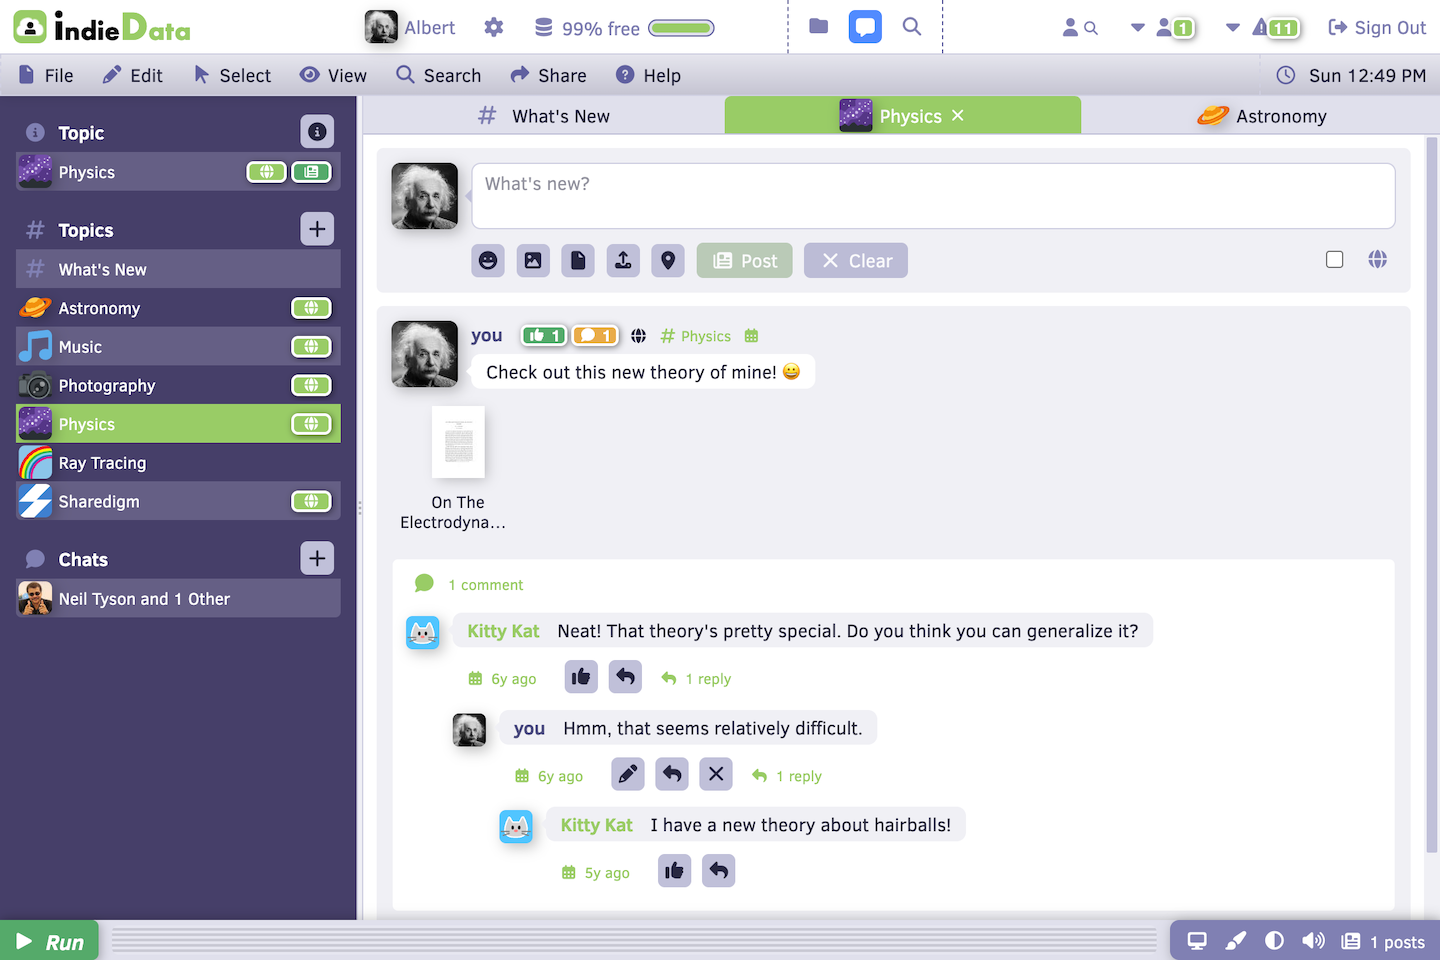 IndieData
Albert
99% free
1
11
Sign Out
File
Edit
Select
View
Search
Share
Help
Sun 12:49 PM
Topic
Physics
Topics
What's New
Astronomy
Music
Photography
Physics
Ray Tracing
Sharedigm
Chats
Neil Tyson and 1 Other
What's New
Physics
Astronomy
What's new?
Post
Clear
you 1 1 Physics
Check out this new theory of mine! 😀
On The
Electrodyna...
1 comment
Kitty Kat Neat! That theory's pretty special. Do you think you can generalize it?
6y ago 1 reply
you Hmm, that seems relatively difficult.
6y ago 1 reply
Kitty Kat I have a new theory about hairballs!
5y ago
Run
1 posts